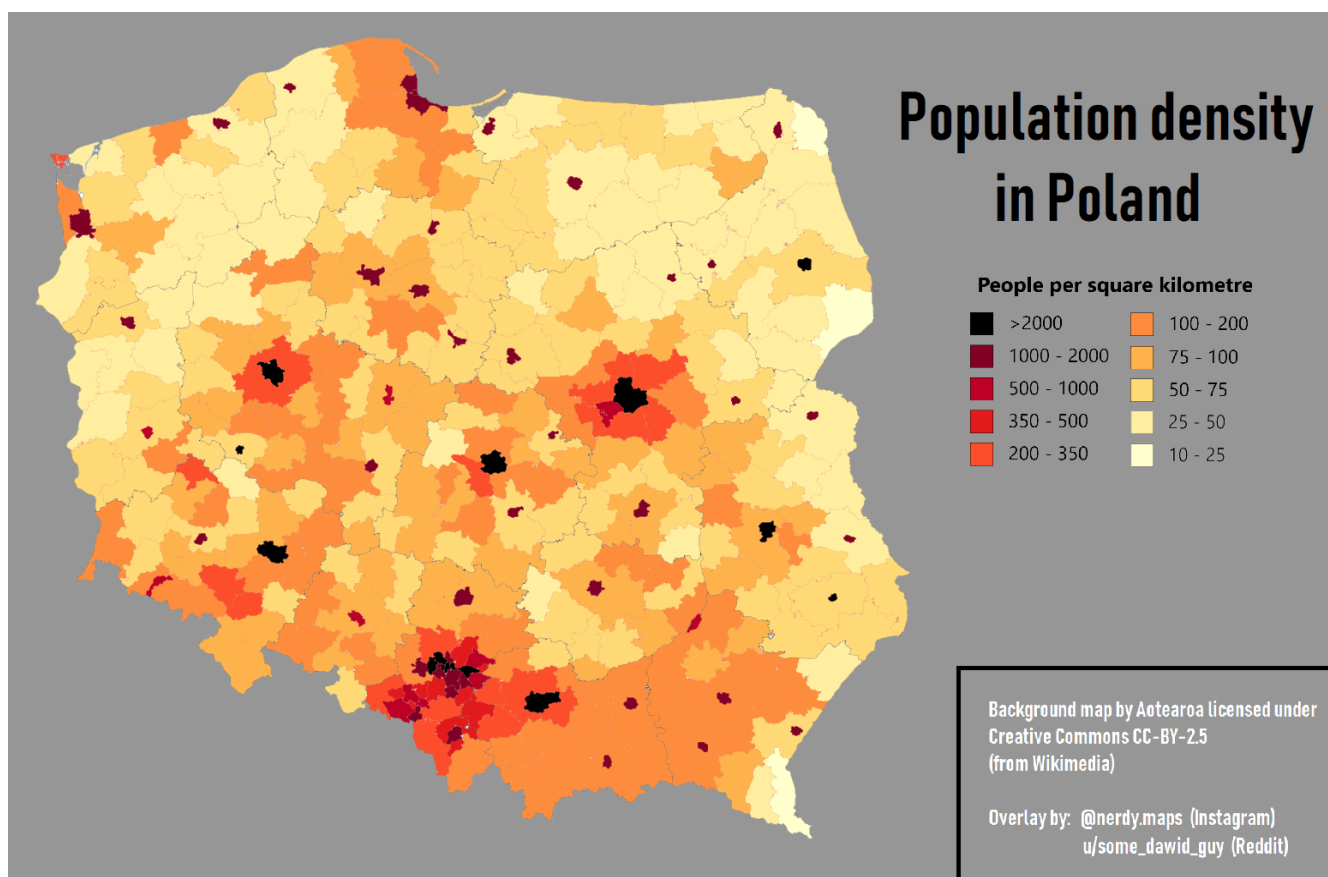 Population density
in Poland
People per square kilometre
>2000
1000 - 2000
500 - 1000
350 - 500
200 - 350
100 - 200
75 - 100
50 - 75
25 - 50
10 - 25
Background map by Aotearoa licensed under
Creative Commons CC-BY-2.5
(from Wikimedia)
Overlay by: @nerdy.maps (Instagram)
u/some_dawid_guy (Reddit)